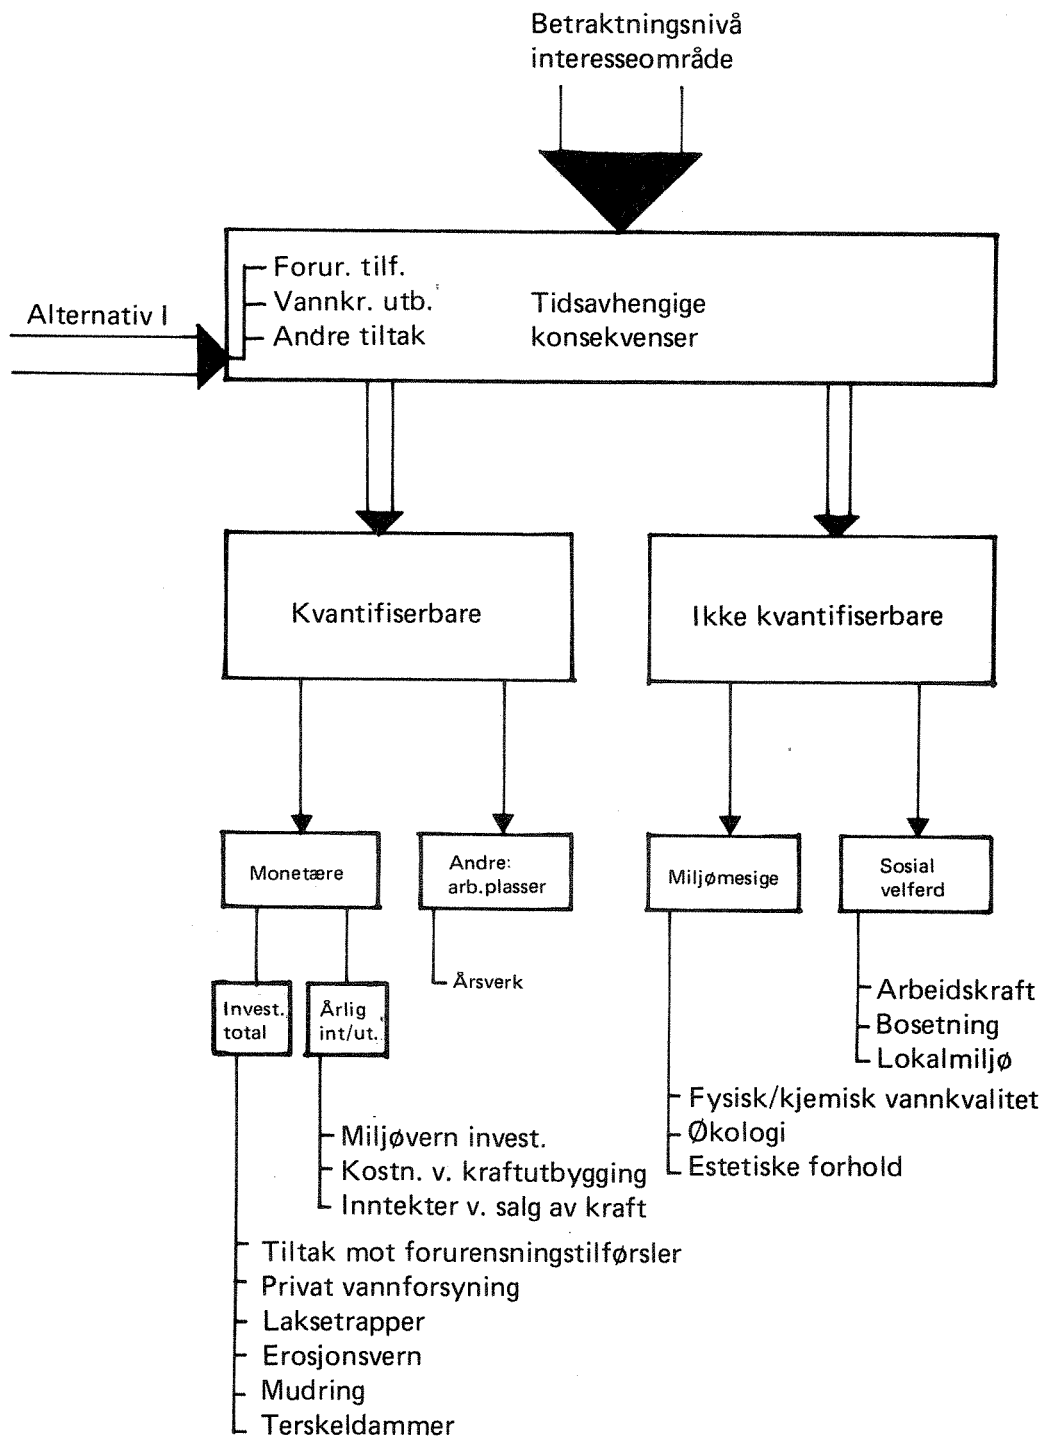 Betraktningsnivå
interesseområde
Alternativ I
Forur. tilf.
Vannkr. utb.
Andre tiltak
Tidsavhengige
konsekvenser
Kvantifiserbare
Ikke kvantifiserbare
Monetære
Andre:
arb.plasser
Miljømesige
Sosial
velferd
Årsverk
Invest.
total
Årlig
int/ut.
Arbeidskraft
Bosetning
Lokalmiljø
Fysisk/kjemisk vannkvalitet
Økologi
Estetiske forhold
Miljøvern invest.
Kostn. v. kraftutbygging
Inntekter v. salg av kraft
Tiltak mot forurensningstilførsler
Privat vannforsyning
Laksetrapper
Erosjonsvern
Mudring
Terskeldammer